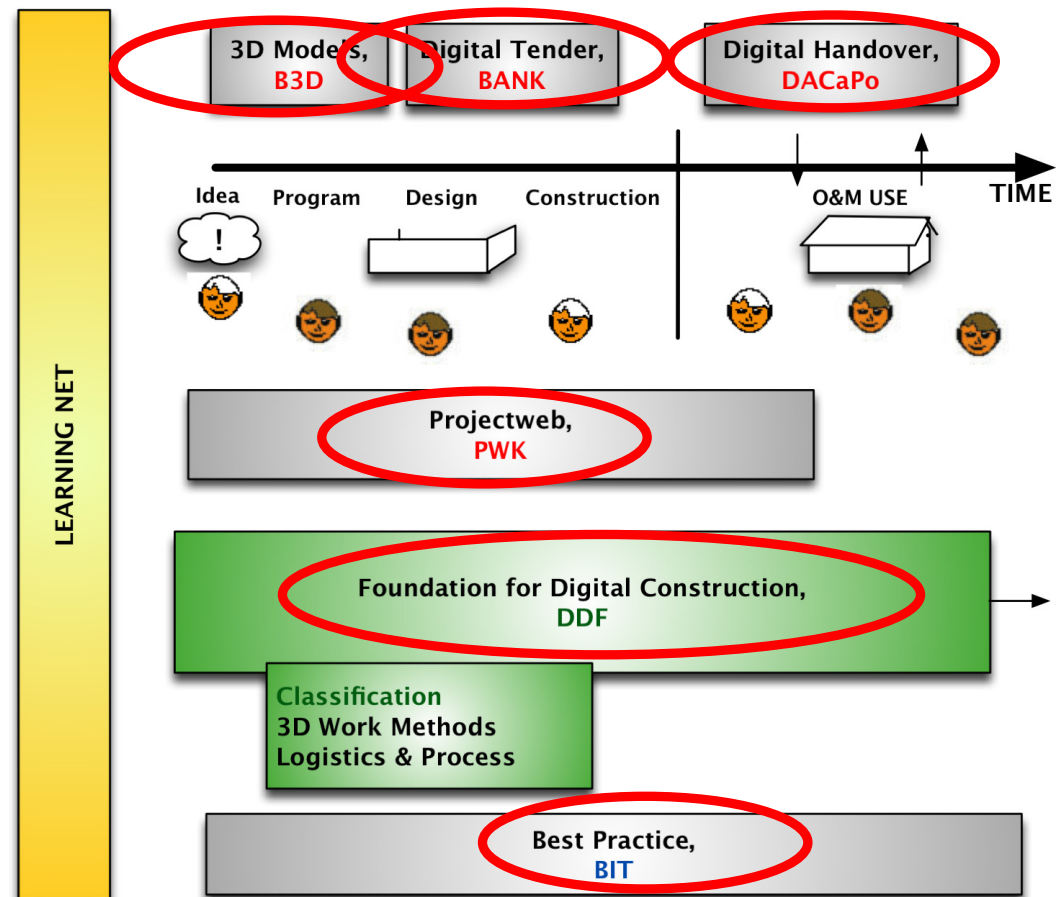 LEARNING NET
3D Models,
B3D
Digital Tender,
BANK
Digital Handover,
DACaPo
TIME
Idea
Program
Design
Construction
O&M USE
!
Projectweb,
PWK
Foundation for Digital Construction,
DDF
Classification
3D Work Methods
Logistics & Process
Best Practice,
BIT